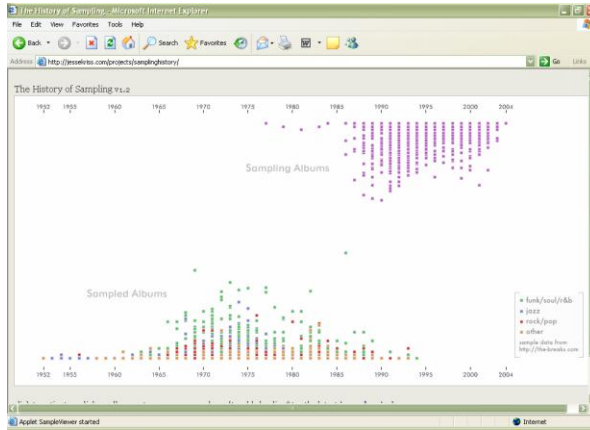 The History of Sampling - Microsoft Internet Explorer
File Edit View Favorites Tools Help
Back Search Favorites
Address http://jessekriss.com/projects/samplinghistory/ Go Links
The History of Sampling v1.2
1952 1955 1960 1965 1970 1975 1980 1985 1990 1995 2000 2004
Sampling Albums
Sampled Albums
funk/soul/r&b
jazz
rock/pop
other
sample data from
http://the-breaks.com
1952 1955 1960 1965 1970 1975 1980 1985 1990 1995 2000 2004
Applet SampleViewer started Internet